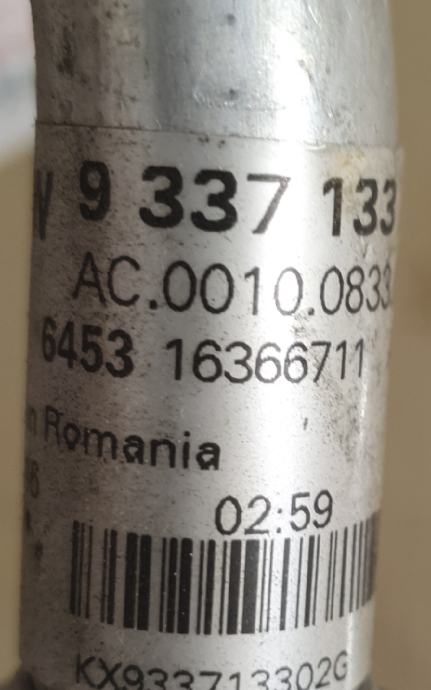 9 337 133
AC.0010.0833
6453 16366711
Romania
02:59
KX933713302G